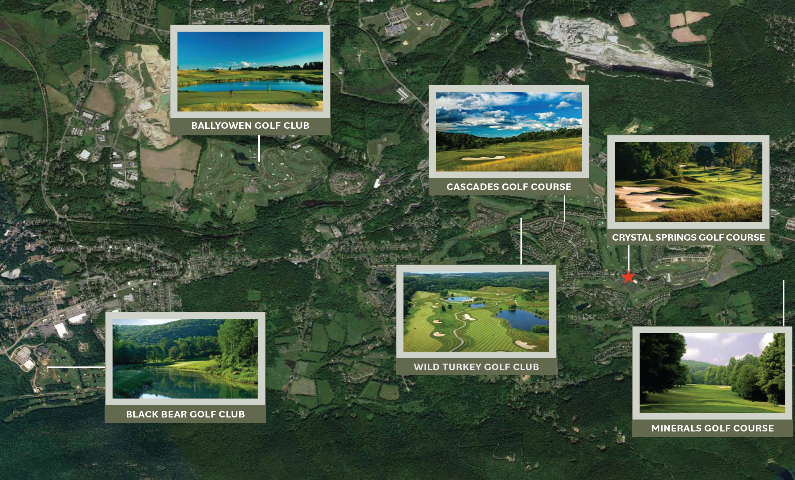 BALLYOWEN GOLF CLUB
CASCADES GOLF COURSE
CRYSTAL SPRINGS GOLF COURSE
WILD TURKEY GOLF CLUB
BLACK BEAR GOLF CLUB
MINERALS GOLF COURSE